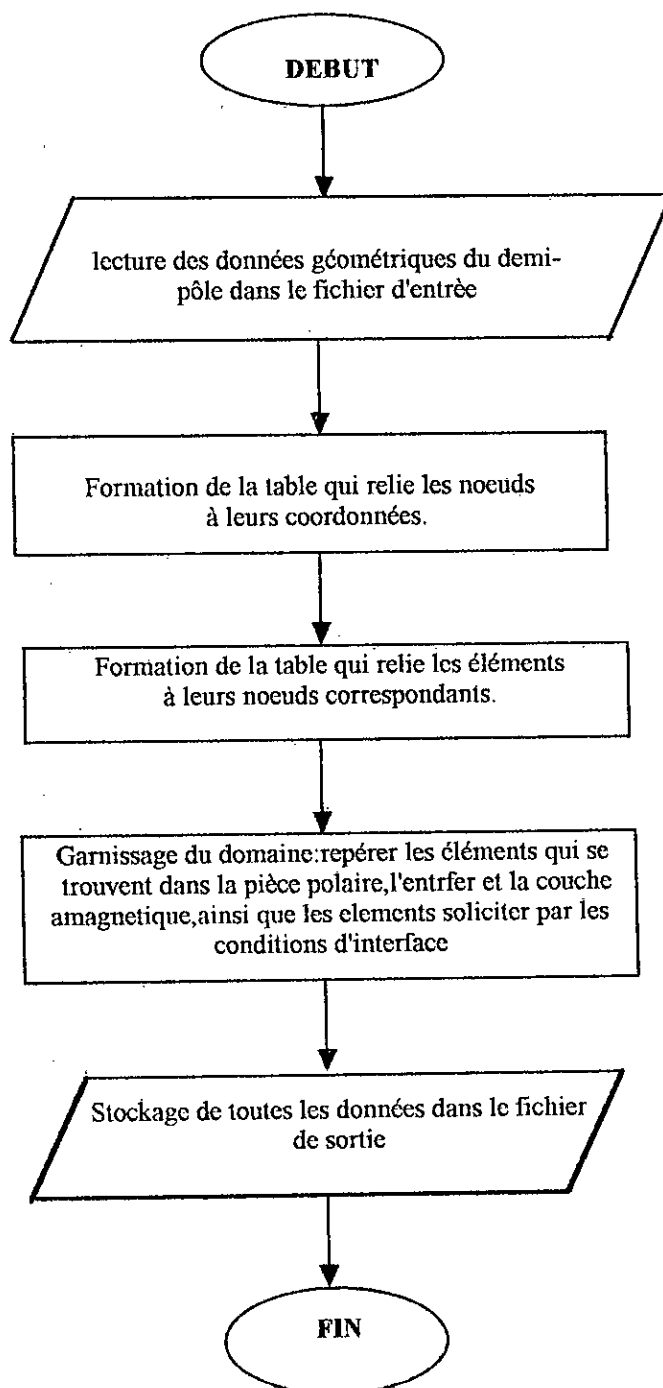 DEBUT
lecture des données géométriques du demi-
pôle dans le fichier d'entrèe
Formation de la table qui relie les noeuds
à leurs coordonnées.
Formation de la table qui relie les éléments
à leurs noeuds correspondants.
Garnissage du domaine:repérer les éléments qui se
trouvent dans la pièce polaire,l'entrfer et la couche
amagnetique,ainsi que les elements soliciter par les
conditions d'interface
Stockage de toutes les données dans le fichier
de sortie
FIN